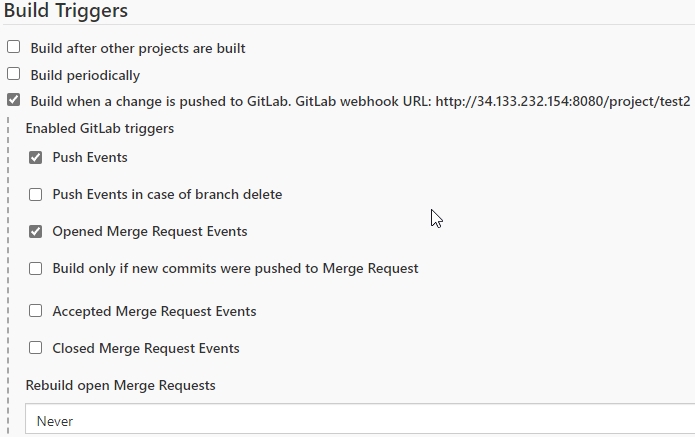 Build Triggers
Build after other projects are built
Build periodically
Build when a change is pushed to GitLab. GitLab webhook URL: http://34.133.232.154:8080/project/test2
Enabled GitLab triggers
Push Events
Push Events in case of branch delete
Opened Merge Request Events
Build only if new commits were pushed to Merge Request
Accepted Merge Request Events
Closed Merge Request Events
Rebuild open Merge Requests
Never